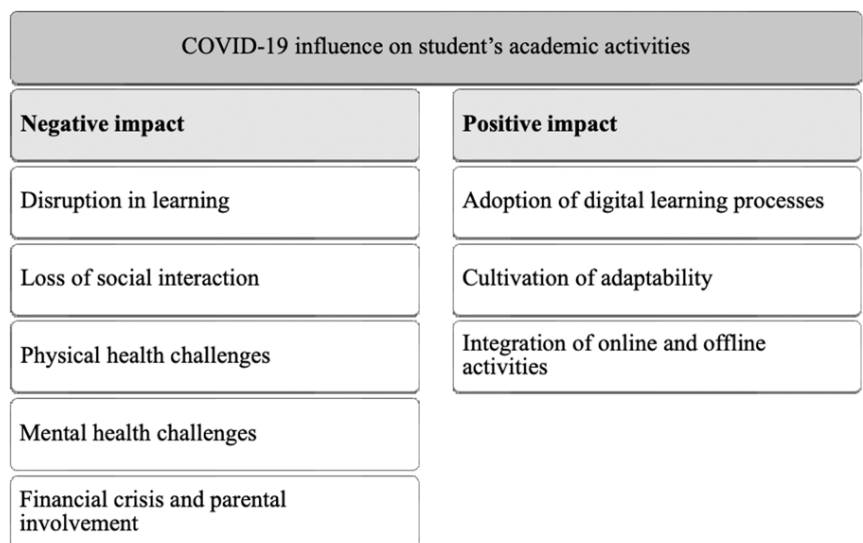 COVID-19 influence on student’s academic activities
Negative impact
Disruption in learning
Loss of social interaction
Physical health challenges
Mental health challenges
Financial crisis and parental
involvement
Positive impact
Adoption of digital learning processes
Cultivation of adaptability
Integration of online and offline
activities